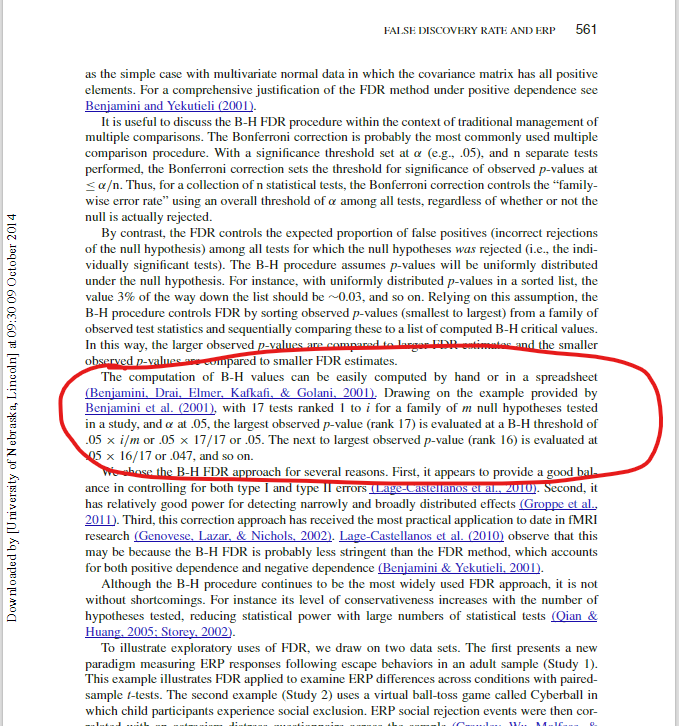 FALSE DISCOVERY RATE AND ERP 561
as the simple case with multivariate normal data in which the covariance matrix has all positive
elements. For a comprehensive justification of the FDR method under positive dependence see
Benjamini and Yekutieli (2001).
It is useful to discuss the B-H FDR procedure within the context of traditional management of
multiple comparisons. The Bonferroni correction is probably the most commonly used multiple
comparison procedure. With a significance threshold set at α (e.g., .05), and n separate tests
performed, the Bonferroni correction sets the threshold for significance of observed p-values at
≤ α/n. Thus, for a collection of n statistical tests, the Bonferroni correction controls the “family-
wise error rate” using an overall threshold of α among all tests, regardless of whether or not the
null is actually rejected.
By contrast, the FDR controls the expected proportion of false positives (incorrect rejections
of the null hypothesis) among all tests for which the null hypotheses was rejected (i.e., the indi-
vidually significant tests). The B-H procedure assumes p-values will be uniformly distributed
under the null hypothesis. For instance, with uniformly distributed p-values in a sorted list, the
value 3% of the way down the list should be ~0.03, and so on. Relying on this assumption, the
B-H procedure controls FDR by sorting observed p-values (smallest to largest) from a family of
observed test statistics and sequentially comparing these to a list of computed B-H critical values.
In this way, the larger observed p-values are compared to larger FDR estimates and the smaller
observed p-values are compared to smaller FDR estimates.
The computation of B-H values can be easily computed by hand or in a spreadsheet
(Benjamini, Drai, Elmer, Kafkafi, & Golani, 2001). Drawing on the example provided by
Benjamini et al. (2001), with 17 tests ranked 1 to i for a family of m null hypotheses tested
in a study, and α at .05, the largest observed p-value (rank 17) is evaluated at a B-H threshold of
.05 × i/m or .05 × 17/17 or .05. The next to largest observed p-value (rank 16) is evaluated at
.05 × 16/17 or .047, and so on.
We chose the B-H FDR approach for several reasons. First, it appears to provide a good bal-
ance in controlling for both type I and type II errors (Lage-Castellanos et al., 2010). Second, it
has relatively good power for detecting narrowly and broadly distributed effects (Groppe et al.,
2011). Third, this correction approach has received the most practical application to date in fMRI
research (Genovese, Lazar, & Nichols, 2002). Lage-Castellanos et al. (2010) observe that this
may be because the B-H FDR is probably less stringent than the FDR method, which accounts
for both positive dependence and negative dependence (Benjamini & Yekutieli, 2001).
Although the B-H procedure continues to be the most widely used FDR approach, it is not
without shortcomings. For instance its level of conservativeness increases with the number of
hypotheses tested, reducing statistical power with large numbers of statistical tests (Qian &
Huang, 2005; Storey, 2002).
To illustrate exploratory uses of FDR, we draw on two data sets. The first presents a new
paradigm measuring ERP responses following escape behaviors in an adult sample (Study 1).
This example illustrates FDR applied to examine ERP differences across conditions with paired-
sample t-tests. The second example (Study 2) uses a virtual ball-toss game called Cyberball in
which child participants experience social exclusion. ERP social rejection events were then cor-
related with an ostracism distress questionnaire across the sample (Crowley, Wu, Molfese, &
Downloaded by [University of Nebraska, Lincoln] at 09:30 09 October 2014